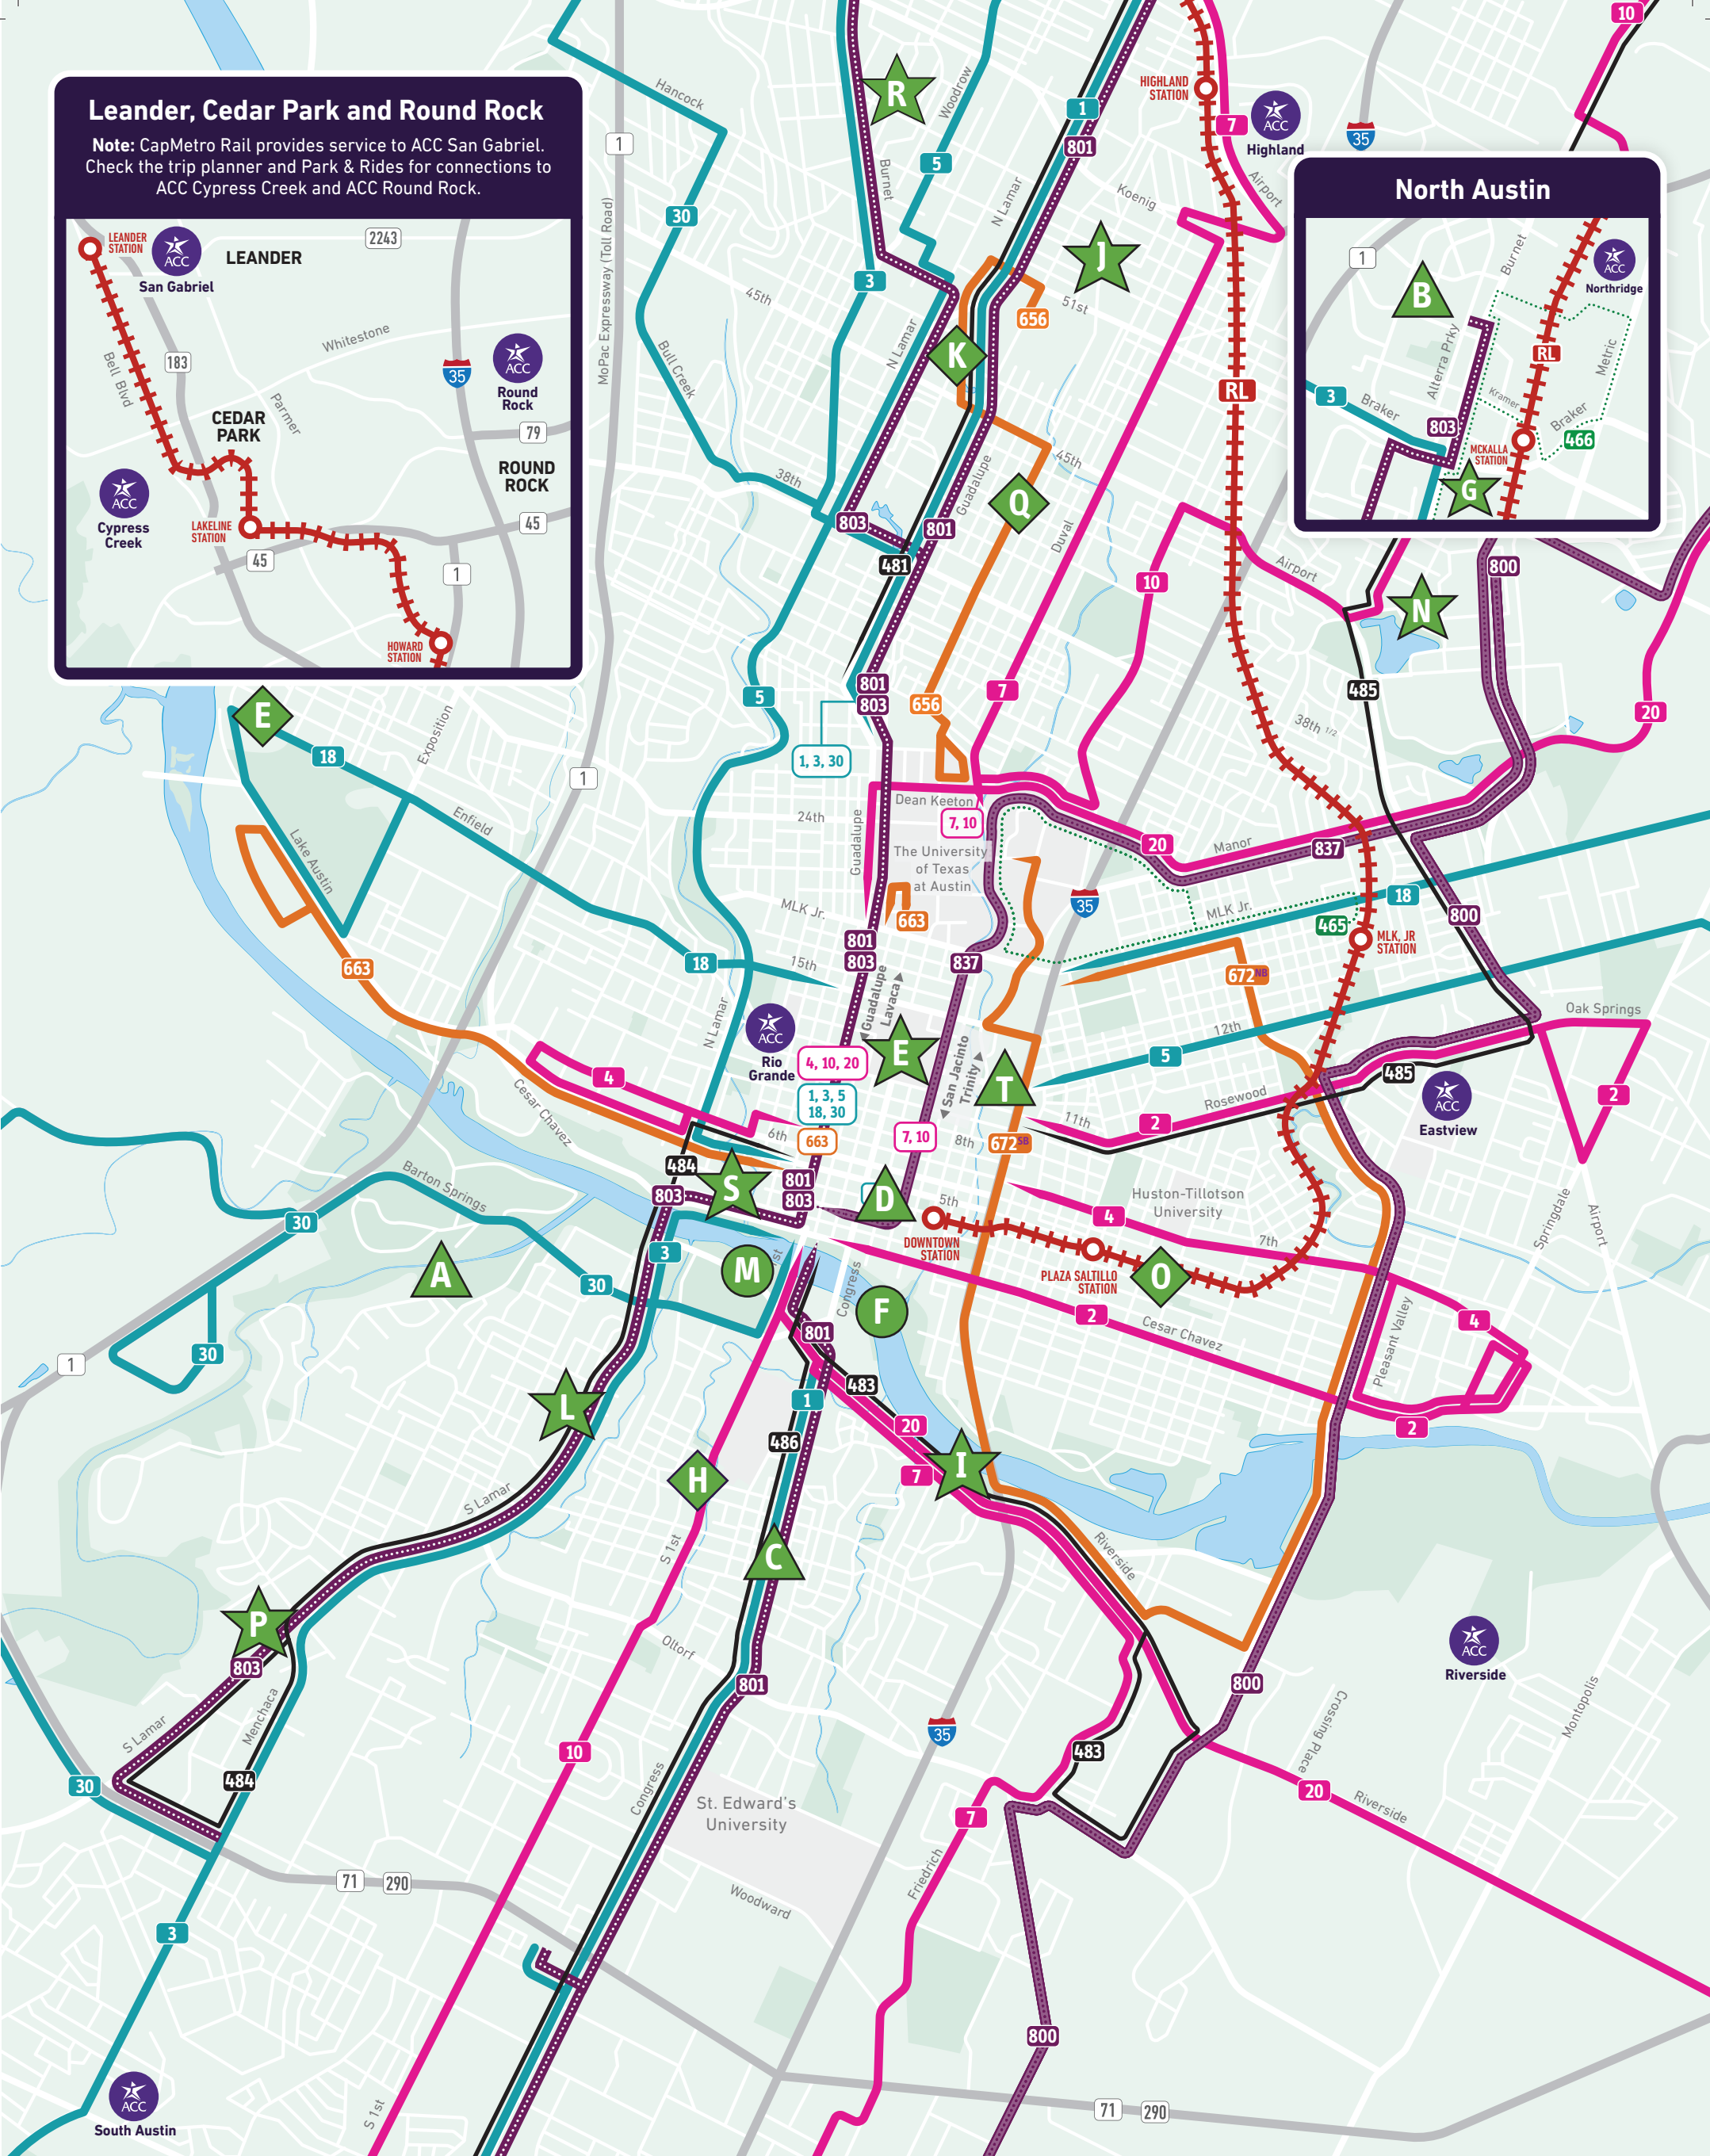 Leander, Cedar Park and Round Rock
Note: CapMetro Rail provides service to ACC San Gabriel.
Check the trip planner and Park & Rides for connections to
ACC Cypress Creek and ACC Round Rock.
LEANDER
STATION
ACC
San Gabriel
LEANDER
2243
Bell Blvd
183
Whitestone
Parmer
35
ACC
Round
Rock
CEDAR
PARK
79
ACC
Cypress
Creek
ROUND
ROCK
LAKELINE
STATION
45
45
1
HOWARD
STATION
North Austin
1
B
Burnet
ACC
Northridge
Alterra Prky
RL
Metric
3
Braker
Kramer
803
Braker
466
MCKALLA
STATION
G
10
Hancock
R
Woodrow
1
801
HIGHLAND
STATION
7
ACC
Highland
35
1
5
Burnet
N Lamar
Koenig
Airport
30
MoPac Expressway (Toll Road)
J
3
45th
656
51st
N Lamar
Bull Creek
K
RL
38th
45th
Guadalupe
Q
803
801
481
Duval
10
Airport
800
N
801
803
5
656
7
485
20
38th 1/2
E
18
Exposition
1, 3, 30
1
Dean Keeton
24th
7, 10
Enfield
Guadalupe
The University
of Texas
at Austin
20
Manor
837
Lake Austin
MLK Jr.
663
35
MLK Jr.
18
465
800
MLK, JR
STATION
801
803
837
663
18
15th
672NB
Guadalupe
Lavaca
N Lamar
ACC
Rio
Grande
E
12th
Oak Springs
4, 10, 20
San Jacinto
Trinity
T
5
485
4
1, 3, 5
18, 30
Rosewood
ACC
Eastview
2
Cesar Chavez
6th
663
7, 10
8th
672SB
11th
2
484
Barton Springs
803
S
801
803
D
5th
Huston-Tillotson
University
Springdale
Airport
30
4
DOWNTOWN
STATION
7th
3
A
M
st
Congress
PLAZA SALTILLO
STATION
O
30
F
2
Cesar Chavez
4
801
30
1
Pleasant Valley
483
L
1
20
2
486
7
I
H
S Lamar
S 1st
C
Riverside
P
803
Oltorf
ACC
Riverside
801
800
S Lamar
Menchaca
Crossing Place
Montopolis
35
10
483
30
484
Congress
20
Riverside
St. Edward's
University
7
71
290
Friedrich
Woodward
3
800
ACC
South Austin
S 1st
71
290